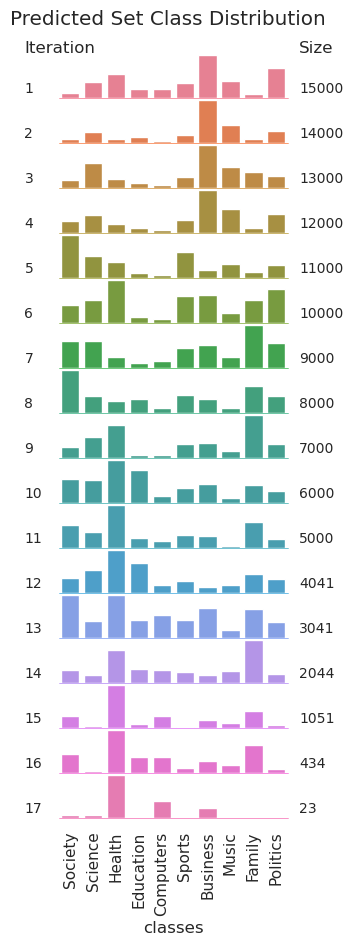 Predicted Set Class Distribution
Iteration Size
1 15000
2 14000
3 13000
4 12000
5 11000
6 10000
7 9000
8 8000
9 7000
10 6000
11 5000
12 4041
13 3041
14 2044
15 1051
16 434
17 23
Society
Science
Health
Education
Computers
Sports
Business
Music
Family
Politics
classes